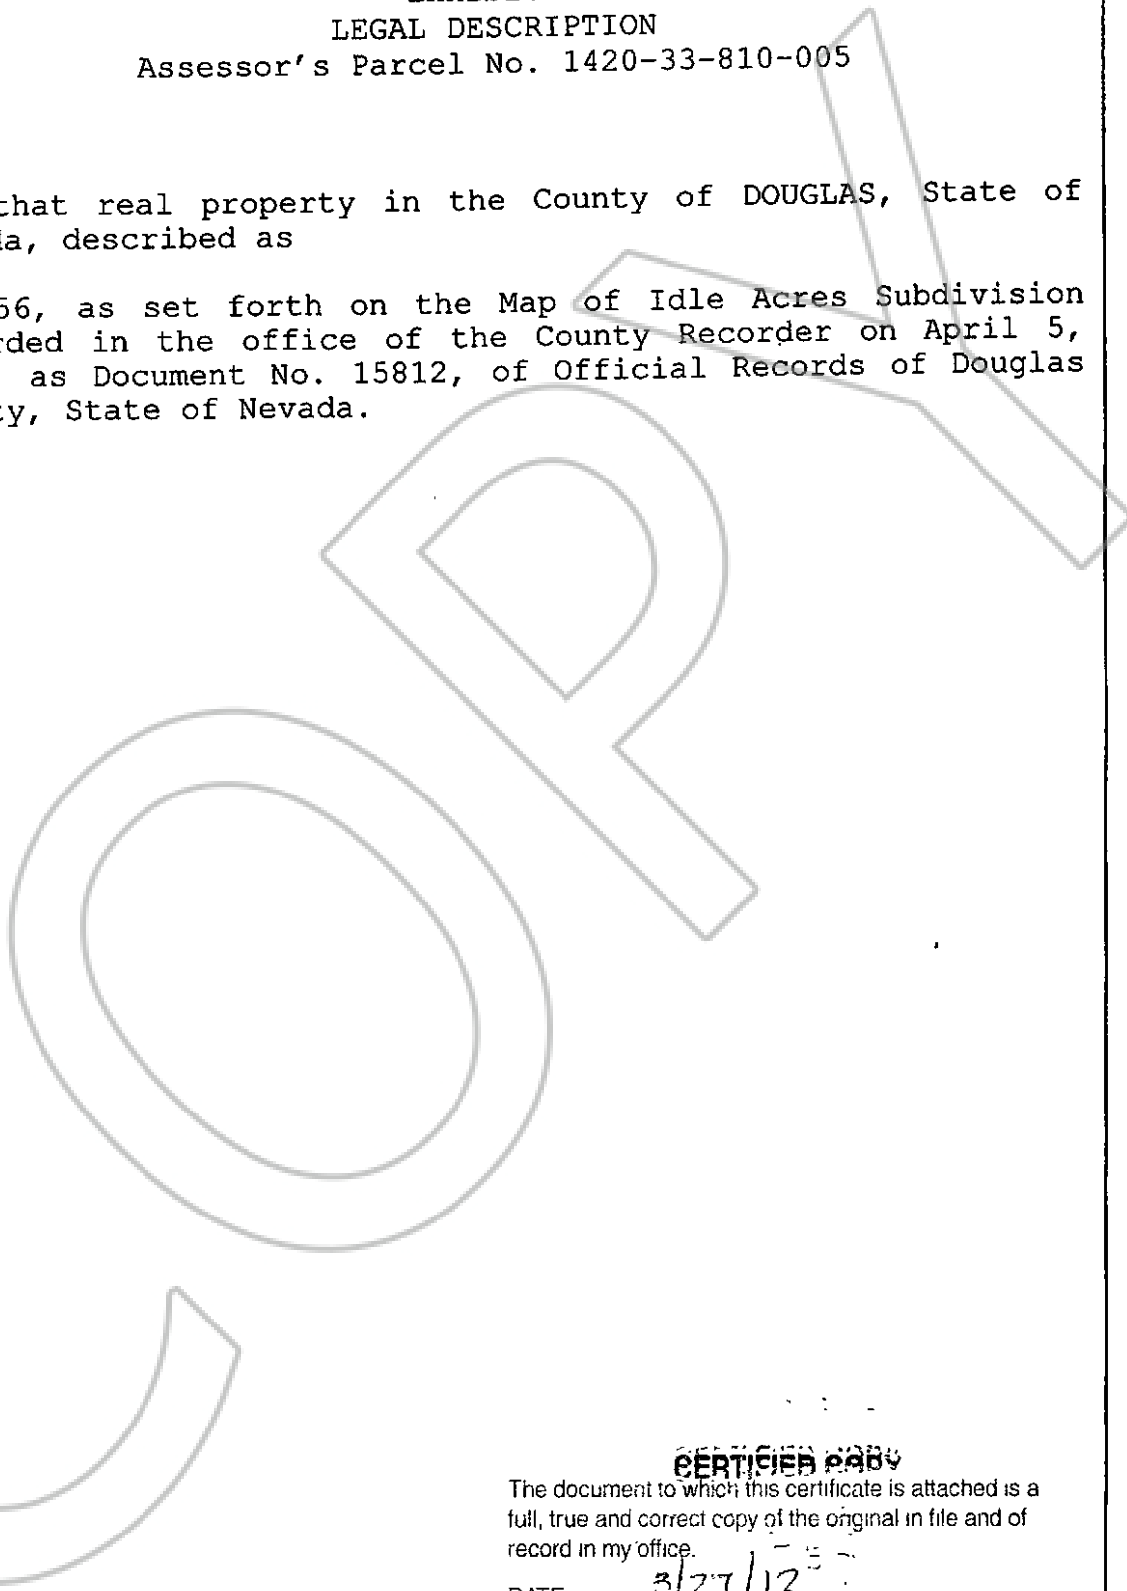 LEGAL DESCRIPTION
Assessor's Parcel No. 1420-33-810-005
that real property in the County of DOUGLAS, State of
a, described as
56, as set forth on the Map of Idle Acres Subdivision
rded in the office of the County Recorder on April 5,
as Document No. 15812, of Official Records of Douglas
ty, State of Nevada.
COPY
CERTIFIED COPY
The document to which this certificate is attached is a
full, true and correct copy of the original in file and of
record in my office.
DATE 3/27/12